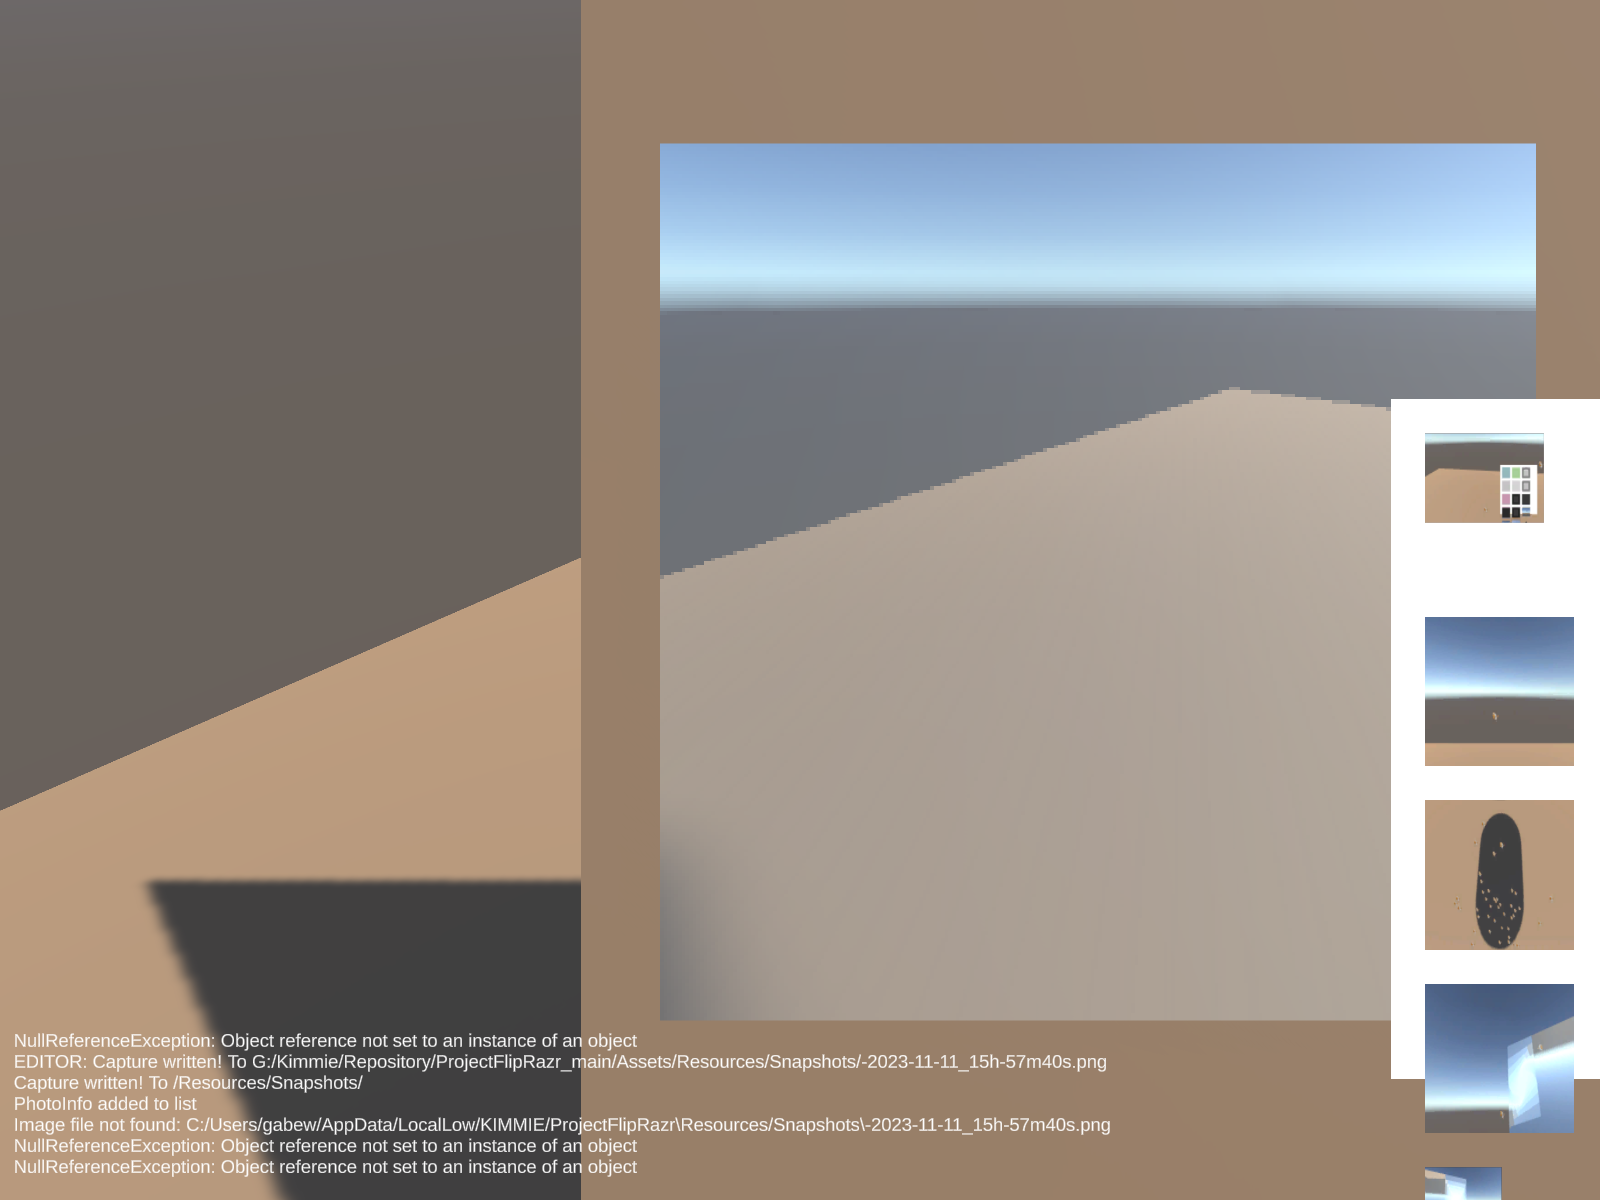 NullReferenceException: Object reference not set to an instance of an object
EDITOR: Capture written! To G:/Kimmie/Repository/ProjectFlipRazr_main/Assets/Resources/Snapshots/-2023-11-11_15h-57m40s.png
Capture written! To /Resources/Snapshots/
PhotoInfo added to list
Image file not found: C:/Users/gabew/AppData/LocalLow/KIMMIE/ProjectFlipRazr\Resources/Snapshots\-2023-11-11_15h-57m40s.png
NullReferenceException: Object reference not set to an instance of an object
NullReferenceException: Object reference not set to an instance of an object